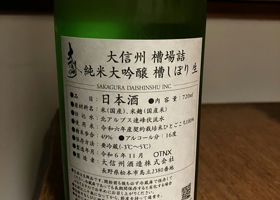 大信州 槽場詰
純米大吟醸 槽しぼり 生
SAKAGURA DAISHINSHU INC.
■品目：日本酒 ■内容量：720ml
米(国産)、米麹(国産米)
北アルプス連峰伏流水
令和六年産契約栽培米ひとごこち100%
49% ■アルコール分：16度
要冷蔵(-5℃〜5℃)
令和6年11月 OTNX
大信州酒造株式会社
長野県松本市島立2380番地